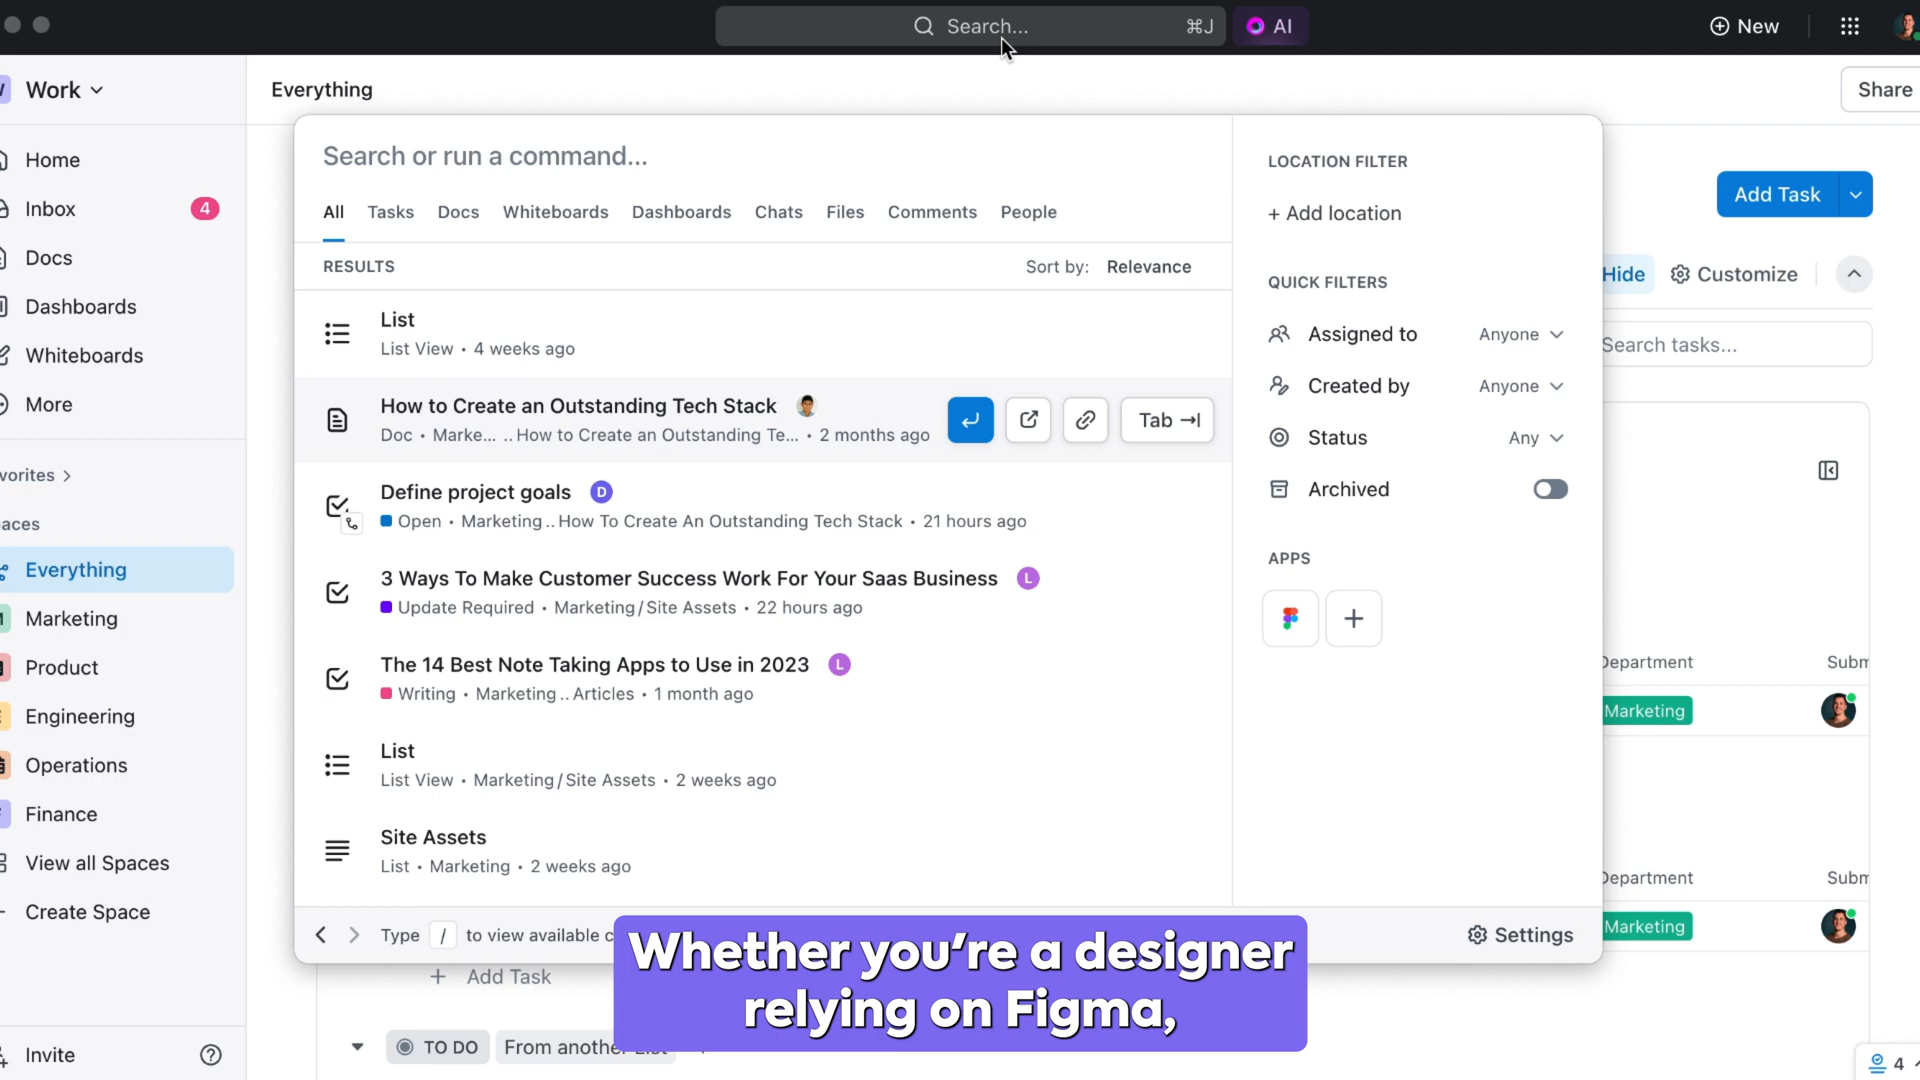 Search... ⌘J AI
New
Work
Everything
Share
Home
Inbox 4
Docs
Dashboards
Whiteboards
More
vorites
aces
Everything
Marketing
Product
Engineering
Operations
Finance
View all Spaces
Create Space
Invite
Search or run a command...
All Tasks Docs Whiteboards Dashboards Chats Files Comments People
RESULTS Sort by: Relevance
List
List View • 4 weeks ago
How to Create an Outstanding Tech Stack
Doc • Marke... .. How to Create an Outstanding Te... • 2 months ago
Tab
Define project goals D
Open • Marketing .. How To Create An Outstanding Tech Stack • 21 hours ago
3 Ways To Make Customer Success Work For Your Saas Business L
Update Required • Marketing / Site Assets • 22 hours ago
The 14 Best Note Taking Apps to Use in 2023 L
Writing • Marketing .. Articles • 1 month ago
List
List View • Marketing / Site Assets • 2 weeks ago
Site Assets
List • Marketing • 2 weeks ago
Type / to view available c
Settings
LOCATION FILTER
+ Add location
QUICK FILTERS
Assigned to Anyone
Created by Anyone
Status Any
Archived
APPS
Add Task
Hide Customize
Search tasks...
Department Subm
Marketing
Department Subm
Marketing
Add Task
TO DO From another List
Whether you're a designer
relying on Figma,
4